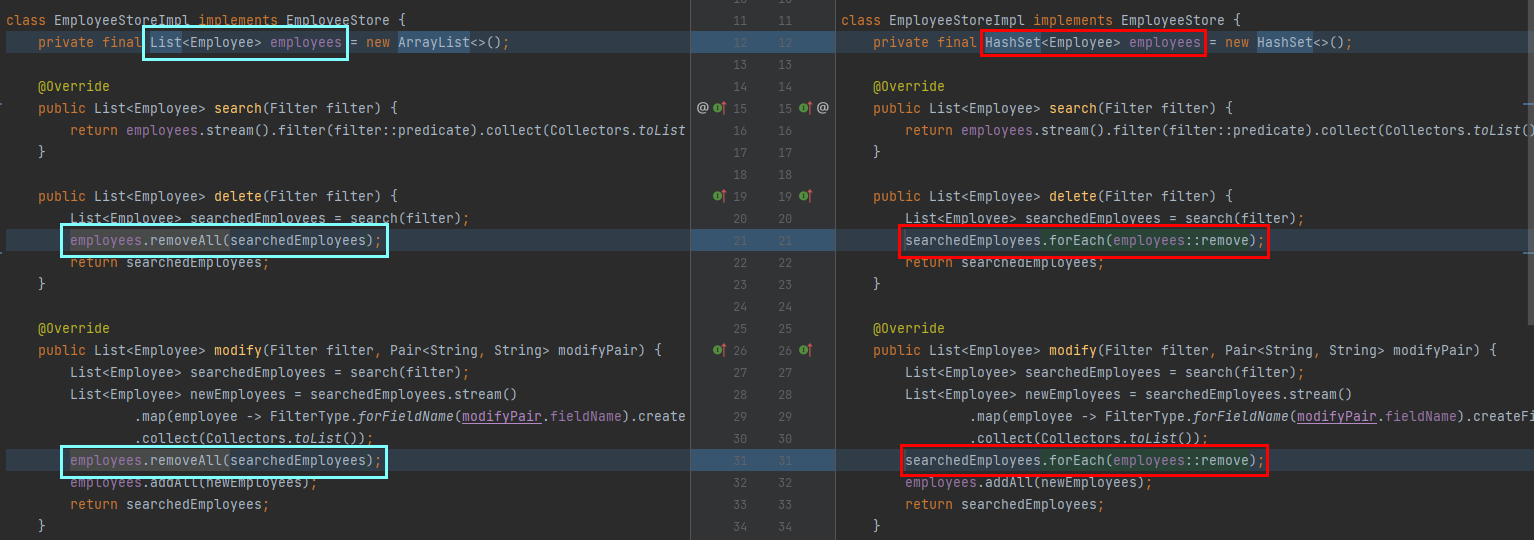 class EmployeeStoreImpl implements EmployeeStore {
private final List<Employee> employees = new ArrayList<>();
@Override
public List<Employee> search(Filter filter) {
return employees.stream().filter(filter::predicate).collect(Collectors.toList
}
public List<Employee> delete(Filter filter) {
List<Employee> searchedEmployees = search(filter);
employees.removeAll(searchedEmployees);
return searchedEmployees;
}
@Override
public List<Employee> modify(Filter filter, Pair<String, String> modifyPair) {
List<Employee> searchedEmployees = search(filter);
List<Employee> newEmployees = searchedEmployees.stream()
.map(employee -> FilterType.forFieldName(modifyPair.fieldName).create
.collect(Collectors.toList());
employees.removeAll(searchedEmployees);
employees.addAll(newEmployees);
return searchedEmployees;
}
11 11
12 12
13 13
14 14
@ 15 15 @
16 16
17 17
18 18
19 19
20 20
21 21
22 22
23 23
24 24
25 25
26 26
27 27
28 28
29 29
30 30
31 31
32 32
33 33
34 34
class EmployeeStoreImpl implements EmployeeStore {
private final HashSet<Employee> employees = new HashSet<>();
@Override
public List<Employee> search(Filter filter) {
return employees.stream().filter(filter::predicate).collect(Collectors.toList()
}
public List<Employee> delete(Filter filter) {
List<Employee> searchedEmployees = search(filter);
searchedEmployees.forEach(employees::remove);
return searchedEmployees;
}
@Override
public List<Employee> modify(Filter filter, Pair<String, String> modifyPair) {
List<Employee> searchedEmployees = search(filter);
List<Employee> newEmployees = searchedEmployees.stream()
.map(employee -> FilterType.forFieldName(modifyPair.fieldName).createFi
.collect(Collectors.toList());
searchedEmployees.forEach(employees::remove);
employees.addAll(newEmployees);
return searchedEmployees;
}